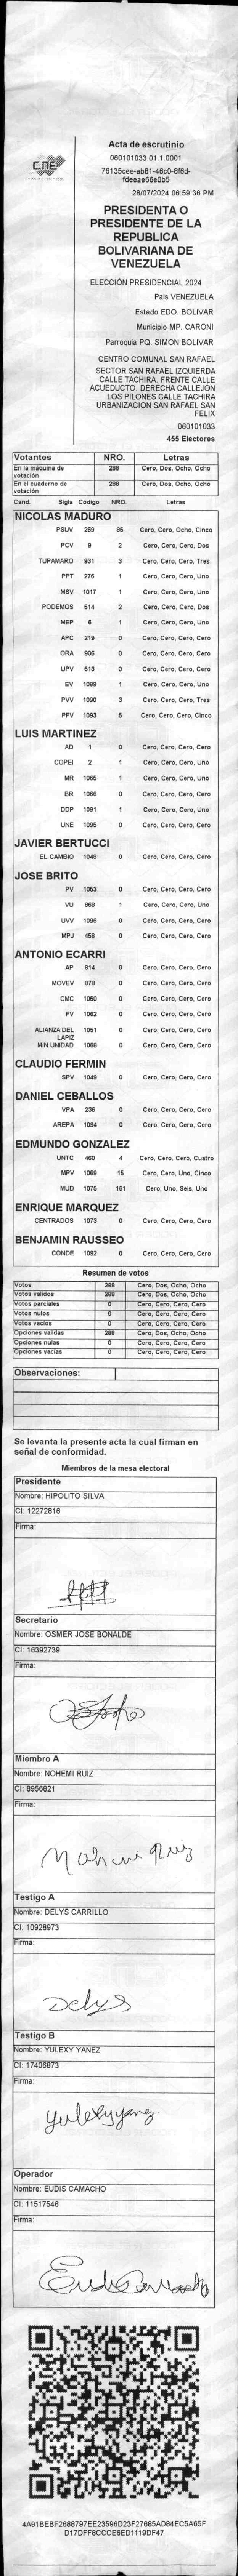 CNE
Acta de escrutinio
060101033.01.1.0001
76135cee-ab81-46c0-8f6d-
fdeeae66e0b5
28/07/2024 06:59:36 PM
PRESIDENTA O
PRESIDENTE DE LA
REPUBLICA
BOLIVARIANA DE
VENEZUELA
ELECCIÓN PRESIDENCIAL 2024
Pais VENEZUELA
Estado EDO. BOLIVAR
Municipio MP. CARONI
Parroquia PQ. SIMON BOLIVAR
CENTRO COMUNAL SAN RAFAEL
SECTOR SAN RAFAEL IZQUIERDA
CALLE TACHIRA. FRENTE CALLE
ACUEDUCTO. DERECHA CALLEJÓN
LOS PILONES CALLE TACHIRA
URBANIZACION SAN RAFAEL SAN
FELIX
060101033
455 Electores
Votantes NRO. Letras
En la máquina de votación 288 Cero, Dos, Ocho, Ocho
En el cuaderno de votación 288 Cero, Dos, Ocho, Ocho
Cand. Sigla Código NRO. Letras
NICOLAS MADURO
PSUV 269 85 Cero, Cero, Ocho, Cinco
PCV 9 2 Cero, Cero, Cero, Dos
TUPAMARO 931 3 Cero, Cero, Cero, Tres
PPT 276 1 Cero, Cero, Cero, Uno
MSV 1017 1 Cero, Cero, Cero, Uno
PODEMOS 514 2 Cero, Cero, Cero, Dos
MEP 6 1 Cero, Cero, Cero, Uno
APC 219 0 Cero, Cero, Cero, Cero
ORA 906 0 Cero, Cero, Cero, Cero
UPV 513 0 Cero, Cero, Cero, Cero
EV 1089 1 Cero, Cero, Cero, Uno
PVV 1090 3 Cero, Cero, Cero, Tres
PFV 1093 5 Cero, Cero, Cero, Cinco
LUIS MARTINEZ
AD 1 0 Cero, Cero, Cero, Cero
COPEI 2 1 Cero, Cero, Cero, Uno
MR 1065 1 Cero, Cero, Cero, Uno
BR 1066 0 Cero, Cero, Cero, Cero
DDP 1091 1 Cero, Cero, Cero, Uno
UNE 1095 0 Cero, Cero, Cero, Cero
JAVIER BERTUCCI
EL CAMBIO 1048 0 Cero, Cero, Cero, Cero
JOSE BRITO
PV 1053 0 Cero, Cero, Cero, Cero
VU 868 1 Cero, Cero, Cero, Uno
UVV 1096 0 Cero, Cero, Cero, Cero
MPJ 458 0 Cero, Cero, Cero, Cero
ANTONIO ECARRI
AP 814 0 Cero, Cero, Cero, Cero
MOVEV 878 0 Cero, Cero, Cero, Cero
CMC 1050 0 Cero, Cero, Cero, Cero
FV 1062 0 Cero, Cero, Cero, Cero
ALIANZA DEL LAPIZ 1051 0 Cero, Cero, Cero, Cero
MIN UNIDAD 1068 0 Cero, Cero, Cero, Cero
CLAUDIO FERMIN
SPV 1049 0 Cero, Cero, Cero, Cero
DANIEL CEBALLOS
VPA 236 0 Cero, Cero, Cero, Cero
AREPA 1094 0 Cero, Cero, Cero, Cero
EDMUNDO GONZALEZ
UNTC 460 4 Cero, Cero, Cero, Cuatro
MPV 1069 15 Cero, Cero, Uno, Cinco
MUD 1075 161 Cero, Uno, Seis, Uno
ENRIQUE MARQUEZ
CENTRADOS 1073 0 Cero, Cero, Cero, Cero
BENJAMIN RAUSSEO
CONDE 1092 0 Cero, Cero, Cero, Cero
Resumen de votos
Votos 288 Cero, Dos, Ocho, Ocho
Votos validos 288 Cero, Dos, Ocho, Ocho
Votos parciales 0 Cero, Cero, Cero, Cero
Votos nulos 0 Cero, Cero, Cero, Cero
Votos vacios 0 Cero, Cero, Cero, Cero
Opciones validas 288 Cero, Dos, Ocho, Ocho
Opciones nulas 0 Cero, Cero, Cero, Cero
Opciones vacias 0 Cero, Cero, Cero, Cero
Observaciones:
Se levanta la presente acta la cual firman en
señal de conformidad.
Miembros de la mesa electoral
Presidente
Nombre: HIPOLITO SILVA
CI: 12272816
Firma:
Secretario
Nombre: OSMER JOSE BONALDE
CI: 16392739
Firma:
Miembro A
Nombre: NOHEMI RUIZ
CI: 8956821
Firma:
Testigo A
Nombre: DELYS CARRILLO
CI: 10928973
Firma:
Delys
Testigo B
Nombre: YULEXY YANEZ
CI: 17406873
Firma:
Yulexy yanez
Operador
Nombre: EUDIS CAMACHO
CI: 11517546
Firma:
4A91BEBF2688797EE23596D23F27685AD84EC5A65F
D17DFF8CCCE6ED1119DF47